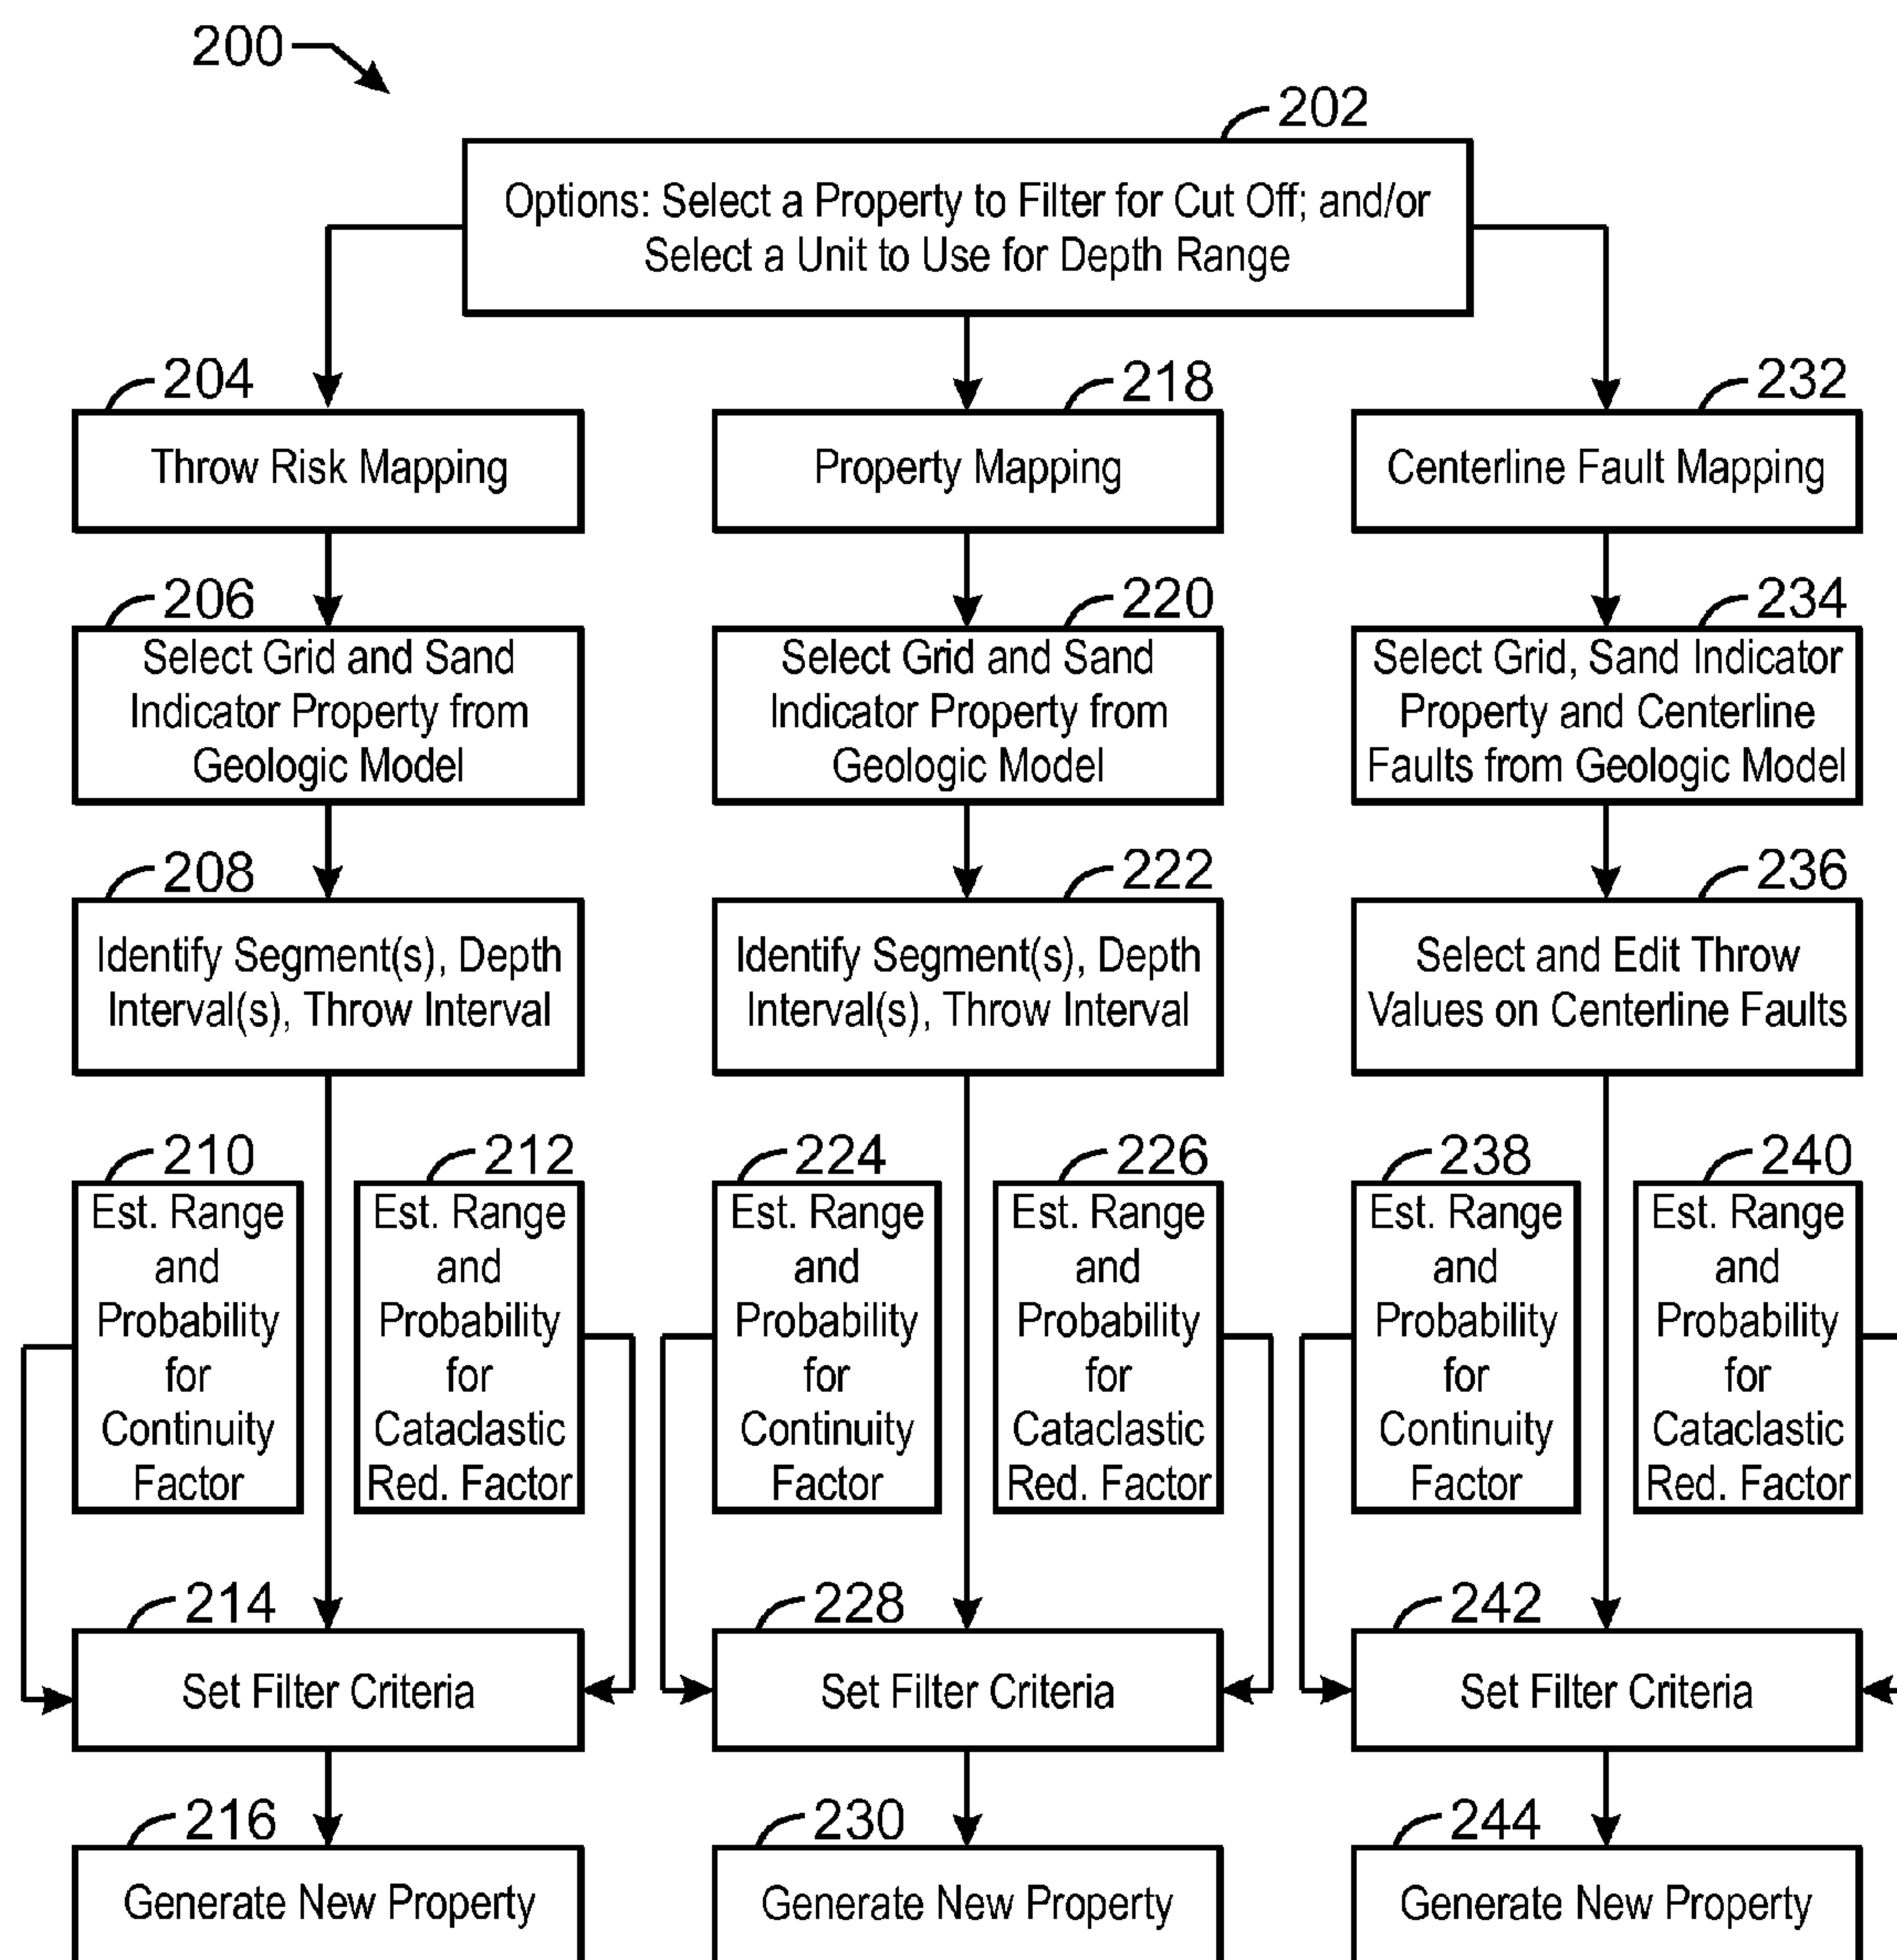 200
202
Options: Select a Property to Filter for Cut Off; and/or
Select a Unit to Use for Depth Range
204
Throw Risk Mapping
218
Property Mapping
232
Centerline Fault Mapping
206
Select Grid and Sand
Indicator Property from
Geologic Model
220
Select Grid and Sand
Indicator Property from
Geologic Model
234
Select Grid, Sand Indicator
Property and Centerline
Faults from Geologic Model
208
Identify Segment(s), Depth
Interval(s), Throw Interval
222
Identify Segment(s), Depth
Interval(s), Throw Interval
236
Select and Edit Throw
Values on Centerline Faults
210
Est. Range
and
Probability
for
Continuity
Factor
212
Est. Range
and
Probability
for
Cataclastic
Red. Factor
224
Est. Range
and
Probability
for
Continuity
Factor
226
Est. Range
and
Probability
for
Cataclastic
Red. Factor
238
Est. Range
and
Probability
for
Continuity
Factor
240
Est. Range
and
Probability
for
Cataclastic
Red. Factor
214
Set Filter Criteria
228
Set Filter Criteria
242
Set Filter Criteria
216
Generate New Property
230
Generate New Property
244
Generate New Property